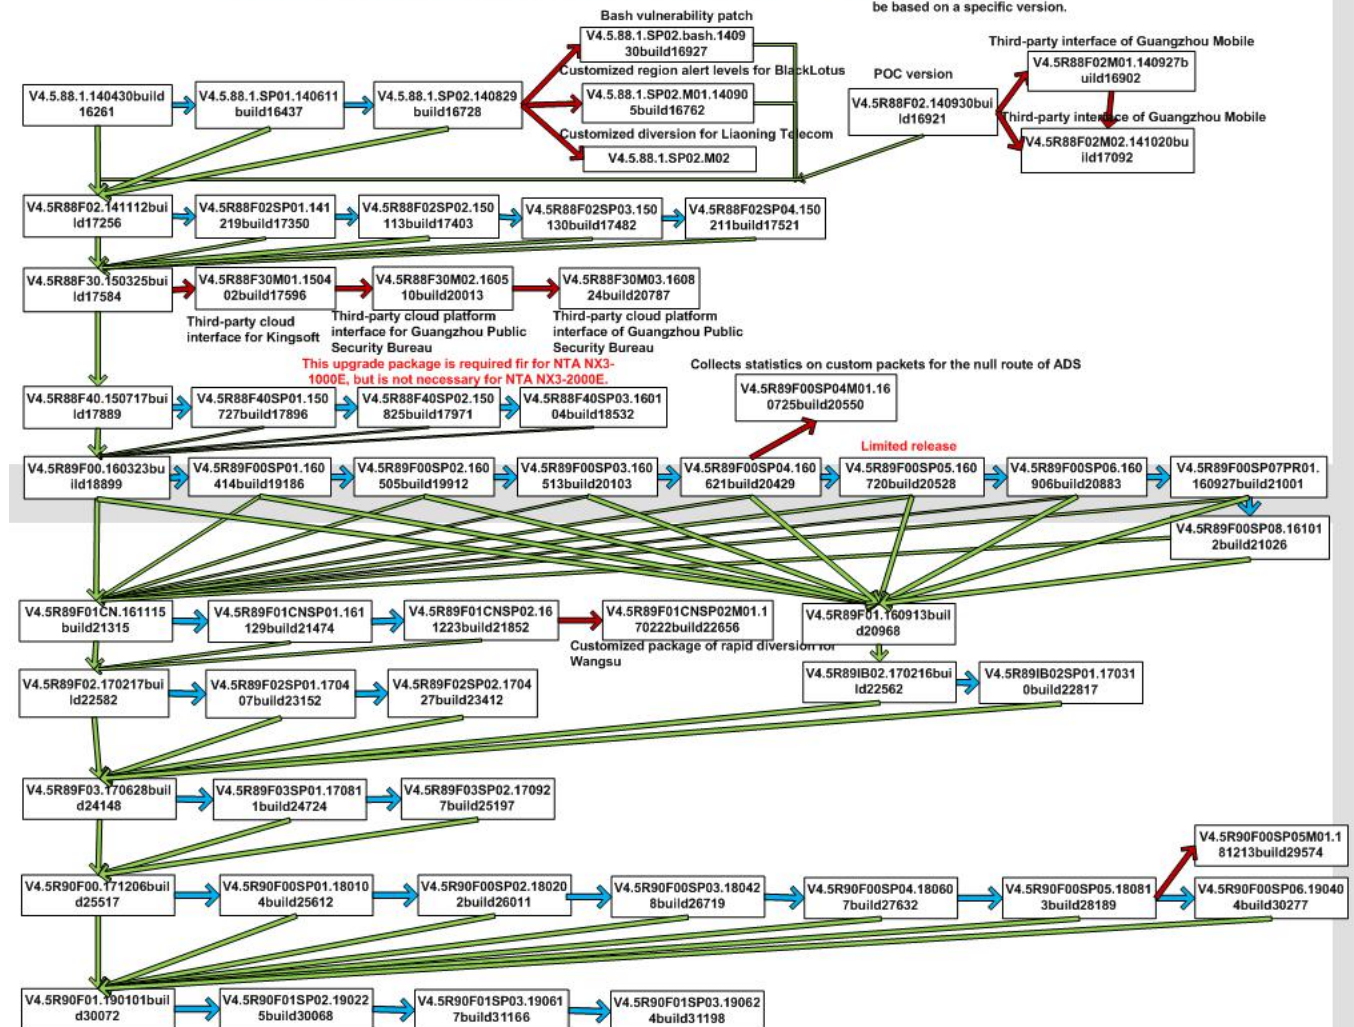 be based on a specific version.
Bash vulnerability patch
V4.5.88.1.SP02.bash.1409
30build16927
Third-party interface of Guangzhou Mobile
V4.5R88F02M01.140927b
uild16902
Customized region alert levels for BlackLotus
POC version
V4.5.88.1.140430build
16261
V4.5.88.1.SP01.140611
build16437
V4.5.88.1.SP02.140829
build16728
V4.5.88.1.SP02.M01.14090
5build16762
V4.5R88F02.140930bui
ld16921
Third-party interface of Guangzhou Mobile
V4.5R88F02M02.141020bu
ild17092
Customized diversion for Liaoning Telecom
V4.5.88.1.SP02.M02
V4.5R88F02.141112bui
ld17256
V4.5R88F02SP01.141
219build17350
V4.5R88F02SP02.150
113build17403
V4.5R88F02SP03.150
130build17482
V4.5R88F02SP04.150
211build17521
V4.5R88F30.150325bui
ld17584
V4.5R88F30M01.1504
02build17596
V4.5R88F30M02.1605
10build20013
V4.5R88F30M03.1608
24build20787
Third-party cloud
interface for Kingsoft
Third-party cloud platform
interface for Guangzhou Public
Security Bureau
Third-party cloud platform
interface of Guangzhou Public
Security Bureau
This upgrade package is required fir for NTA NX3-
1000E, but is not necessary for NTA NX3-2000E.
Collects statistics on custom packets for the null route of ADS
V4.5R89F00SP04M01.16
0725build20550
V4.5R88F40.150717bui
ld17889
V4.5R88F40SP01.150
727build17896
V4.5R88F40SP02.150
825build17971
V4.5R88F40SP03.1601
04build18532
Limited release
V4.5R89F00.160323bu
ild18899
V4.5R89F00SP01.160
414build19186
V4.5R89F00SP02.160
505build19912
V4.5R89F00SP03.160
513build20103
V4.5R89F00SP04.160
621build20429
V4.5R89F00SP05.160
720build20528
V4.5R89F00SP06.160
906build20883
V4.5R89F00SP07PR01.
160927build21001
V4.5R89F00SP08.16101
2build21026
V4.5R89F01CN.161115
build21315
V4.5R89F01CNSP01.161
129build21474
V4.5R89F01CNSP02.16
1223build21852
V4.5R89F01CNSP02M01.1
70222build22656
V4.5R89F01.160913buil
d20968
Customized package of rapid diversion for
Wangsu
V4.5R89F02.170217bui
ld22582
V4.5R89F02SP01.1704
07build23152
V4.5R89F02SP02.1704
27build23412
V4.5R89IB02.170216bui
ld22562
V4.5R89IB02SP01.17031
0build22817
V4.5R89F03.170628buil
d24148
V4.5R89F03SP01.17081
1build24724
V4.5R89F03SP02.17092
7build25197
V4.5R90F00SP05M01.1
81213build29574
V4.5R90F00.171206buil
d25517
V4.5R90F00SP01.18010
4build25612
V4.5R90F00SP02.18020
2build26011
V4.5R90F00SP03.18042
8build26719
V4.5R90F00SP04.18060
7build27632
V4.5R90F00SP05.18081
3build28189
V4.5R90F00SP06.19040
4build30277
V4.5R90F01.190101buil
d30072
V4.5R90F01SP02.19022
5build30068
V4.5R90F01SP03.19061
7build31166
V4.5R90F01SP03.19062
4build31198